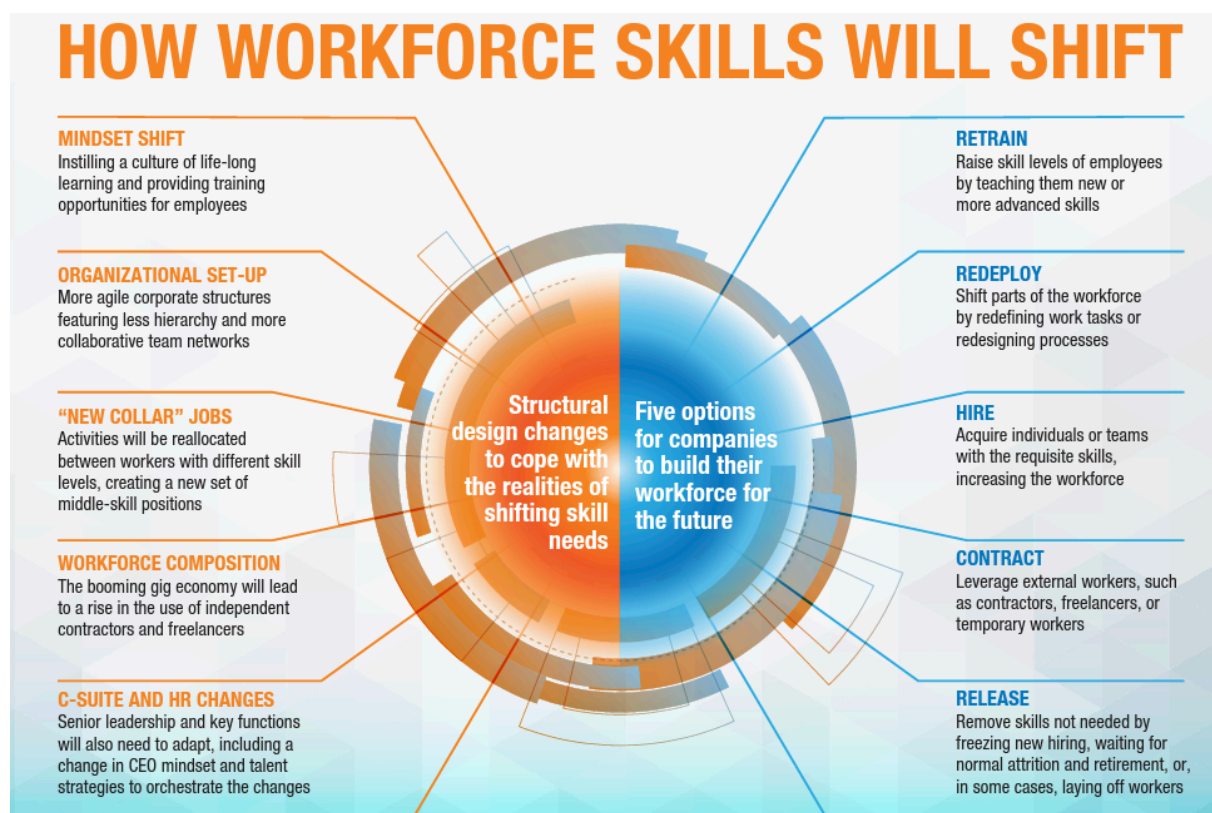 HOW WORKFORCE SKILLS WILL SHIFT
MINDSET SHIFT
Instilling a culture of life-long
learning and providing training
opportunities for employees
ORGANIZATIONAL SET-UP
More agile corporate structures
featuring less hierarchy and more
collaborative team networks
“NEW COLLAR” JOBS
Activities will be reallocated
between workers with different skill
levels, creating a new set of
middle-skill positions
WORKFORCE COMPOSITION
The booming gig economy will lead
to a rise in the use of independent
contractors and freelancers
C-SUITE AND HR CHANGES
Senior leadership and key functions
will also need to adapt, including a
change in CEO mindset and talent
strategies to orchestrate the changes
Structural
design changes
to cope with
the realities of
shifting skill
needs
Five options
for companies
to build their
workforce for
the future
RETRAIN
Raise skill levels of employees
by teaching them new or
more advanced skills
REDEPLOY
Shift parts of the workforce
by redefining work tasks or
redesigning processes
HIRE
Acquire individuals or teams
with the requisite skills,
increasing the workforce
CONTRACT
Leverage external workers, such
as contractors, freelancers, or
temporary workers
RELEASE
Remove skills not needed by
freezing new hiring, waiting for
normal attrition and retirement, or,
in some cases, laying off workers